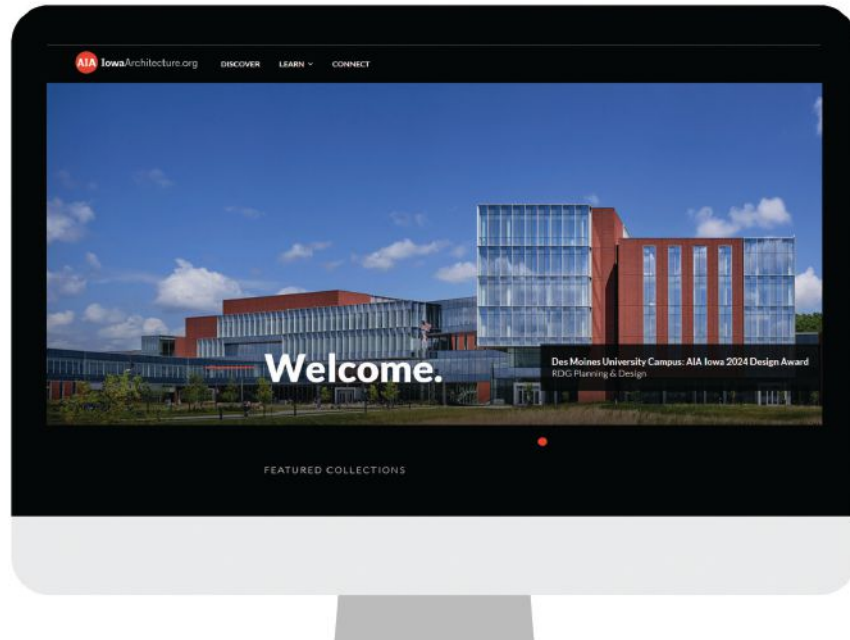 AIA IowaArchitecture.org DISCOVER LEARN CONNECT
Welcome.
Des Moines University Campus: AIA Iowa 2024 Design Award
RDG Planning & Design
FEATURED COLLECTIONS